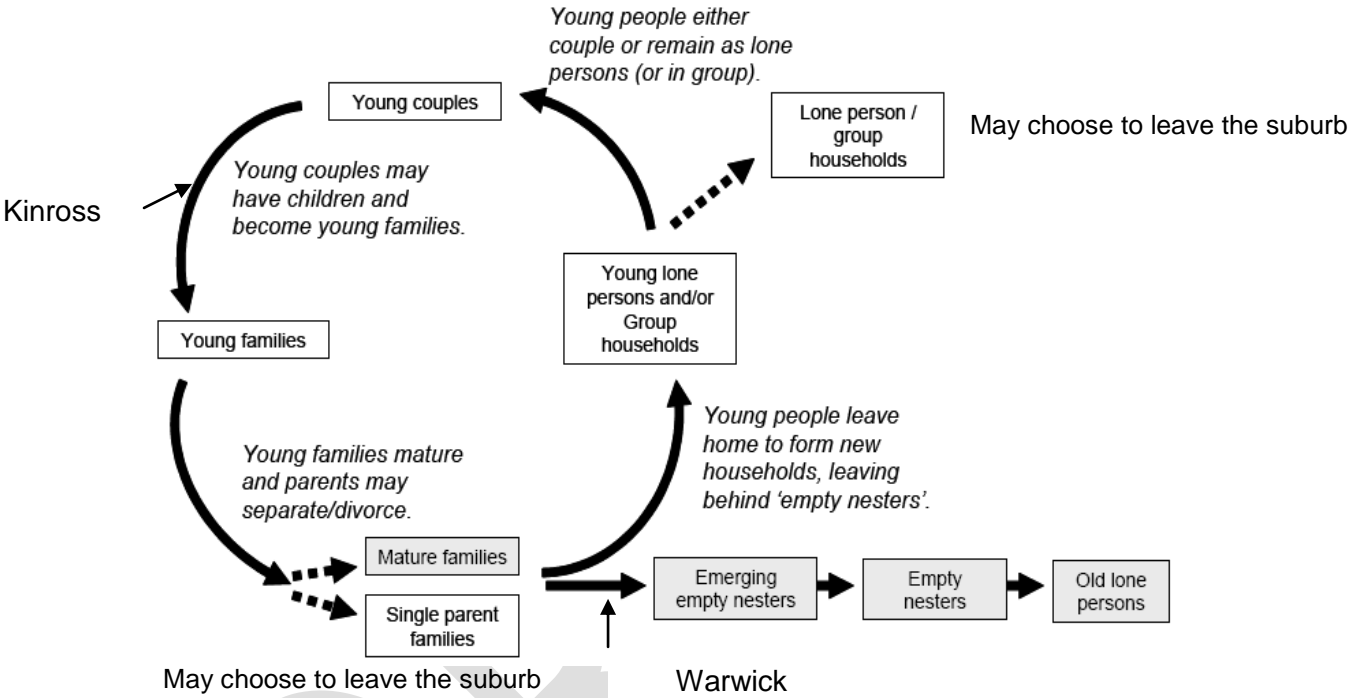 Young people either
couple or remain as lone
persons (or in group).
Young couples
Lone person /
group
households
May choose to leave the suburb
Young couples may
have children and
become young families.
Kinross
Young lone
persons and/or
Group
households
Young families
Young people leave
home to form new
households, leaving
behind ‘empty nesters’.
Young families mature
and parents may
separate/divorce.
Mature families
Single parent
families
Emerging
empty nesters
Empty
nesters
Old lone
persons
May choose to leave the suburb
Warwick